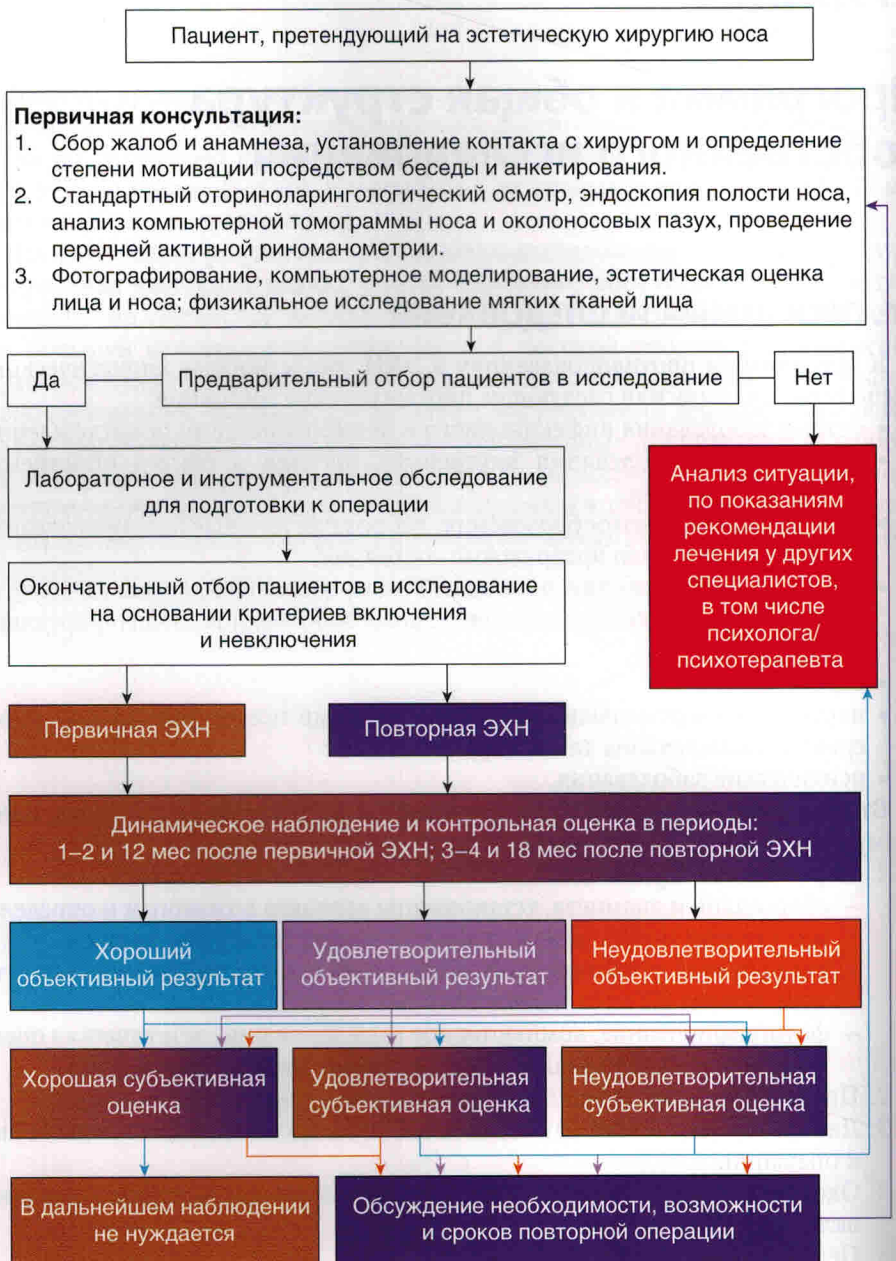 Пациент, претендующий на эстетическую хирургию носа
Первичная консультация:
1. Сбор жалоб и анамнеза, установление контакта с хирургом и определение
степени мотивации посредством беседы и анкетирования.
2. Стандартный оториноларингологический осмотр, эндоскопия полости носа,
анализ компьютерной томограммы носа и околоносовых пазух, проведение
передней активной риноманометрии.
3. Фотографирование, компьютерное моделирование, эстетическая оценка
лица и носа; физикальное исследование мягких тканей лица
Да
Предварительный отбор пациентов в исследование
Нет
Лабораторное и инструментальное обследование
для подготовки к операции
Анализ ситуации,
по показаниям
рекомендации
лечения у других
специалистов,
в том числе
психолога/
психотерапевта
Окончательный отбор пациентов в исследование
на основании критериев включения
и невключения
Первичная ЭХН
Повторная ЭХН
Динамическое наблюдение и контрольная оценка в периоды:
1–2 и 12 мес после первичной ЭХН; 3–4 и 18 мес после повторной ЭХН
Хороший
объективный результат
Удовлетворительный
объективный результат
Неудовлетворительный
объективный результат
Хорошая субъективная
оценка
Удовлетворительная
субъективная оценка
Неудовлетворительная
субъективная оценка
В дальнейшем наблюдении
не нуждается
Обсуждение необходимости, возможности
и сроков повторной операции